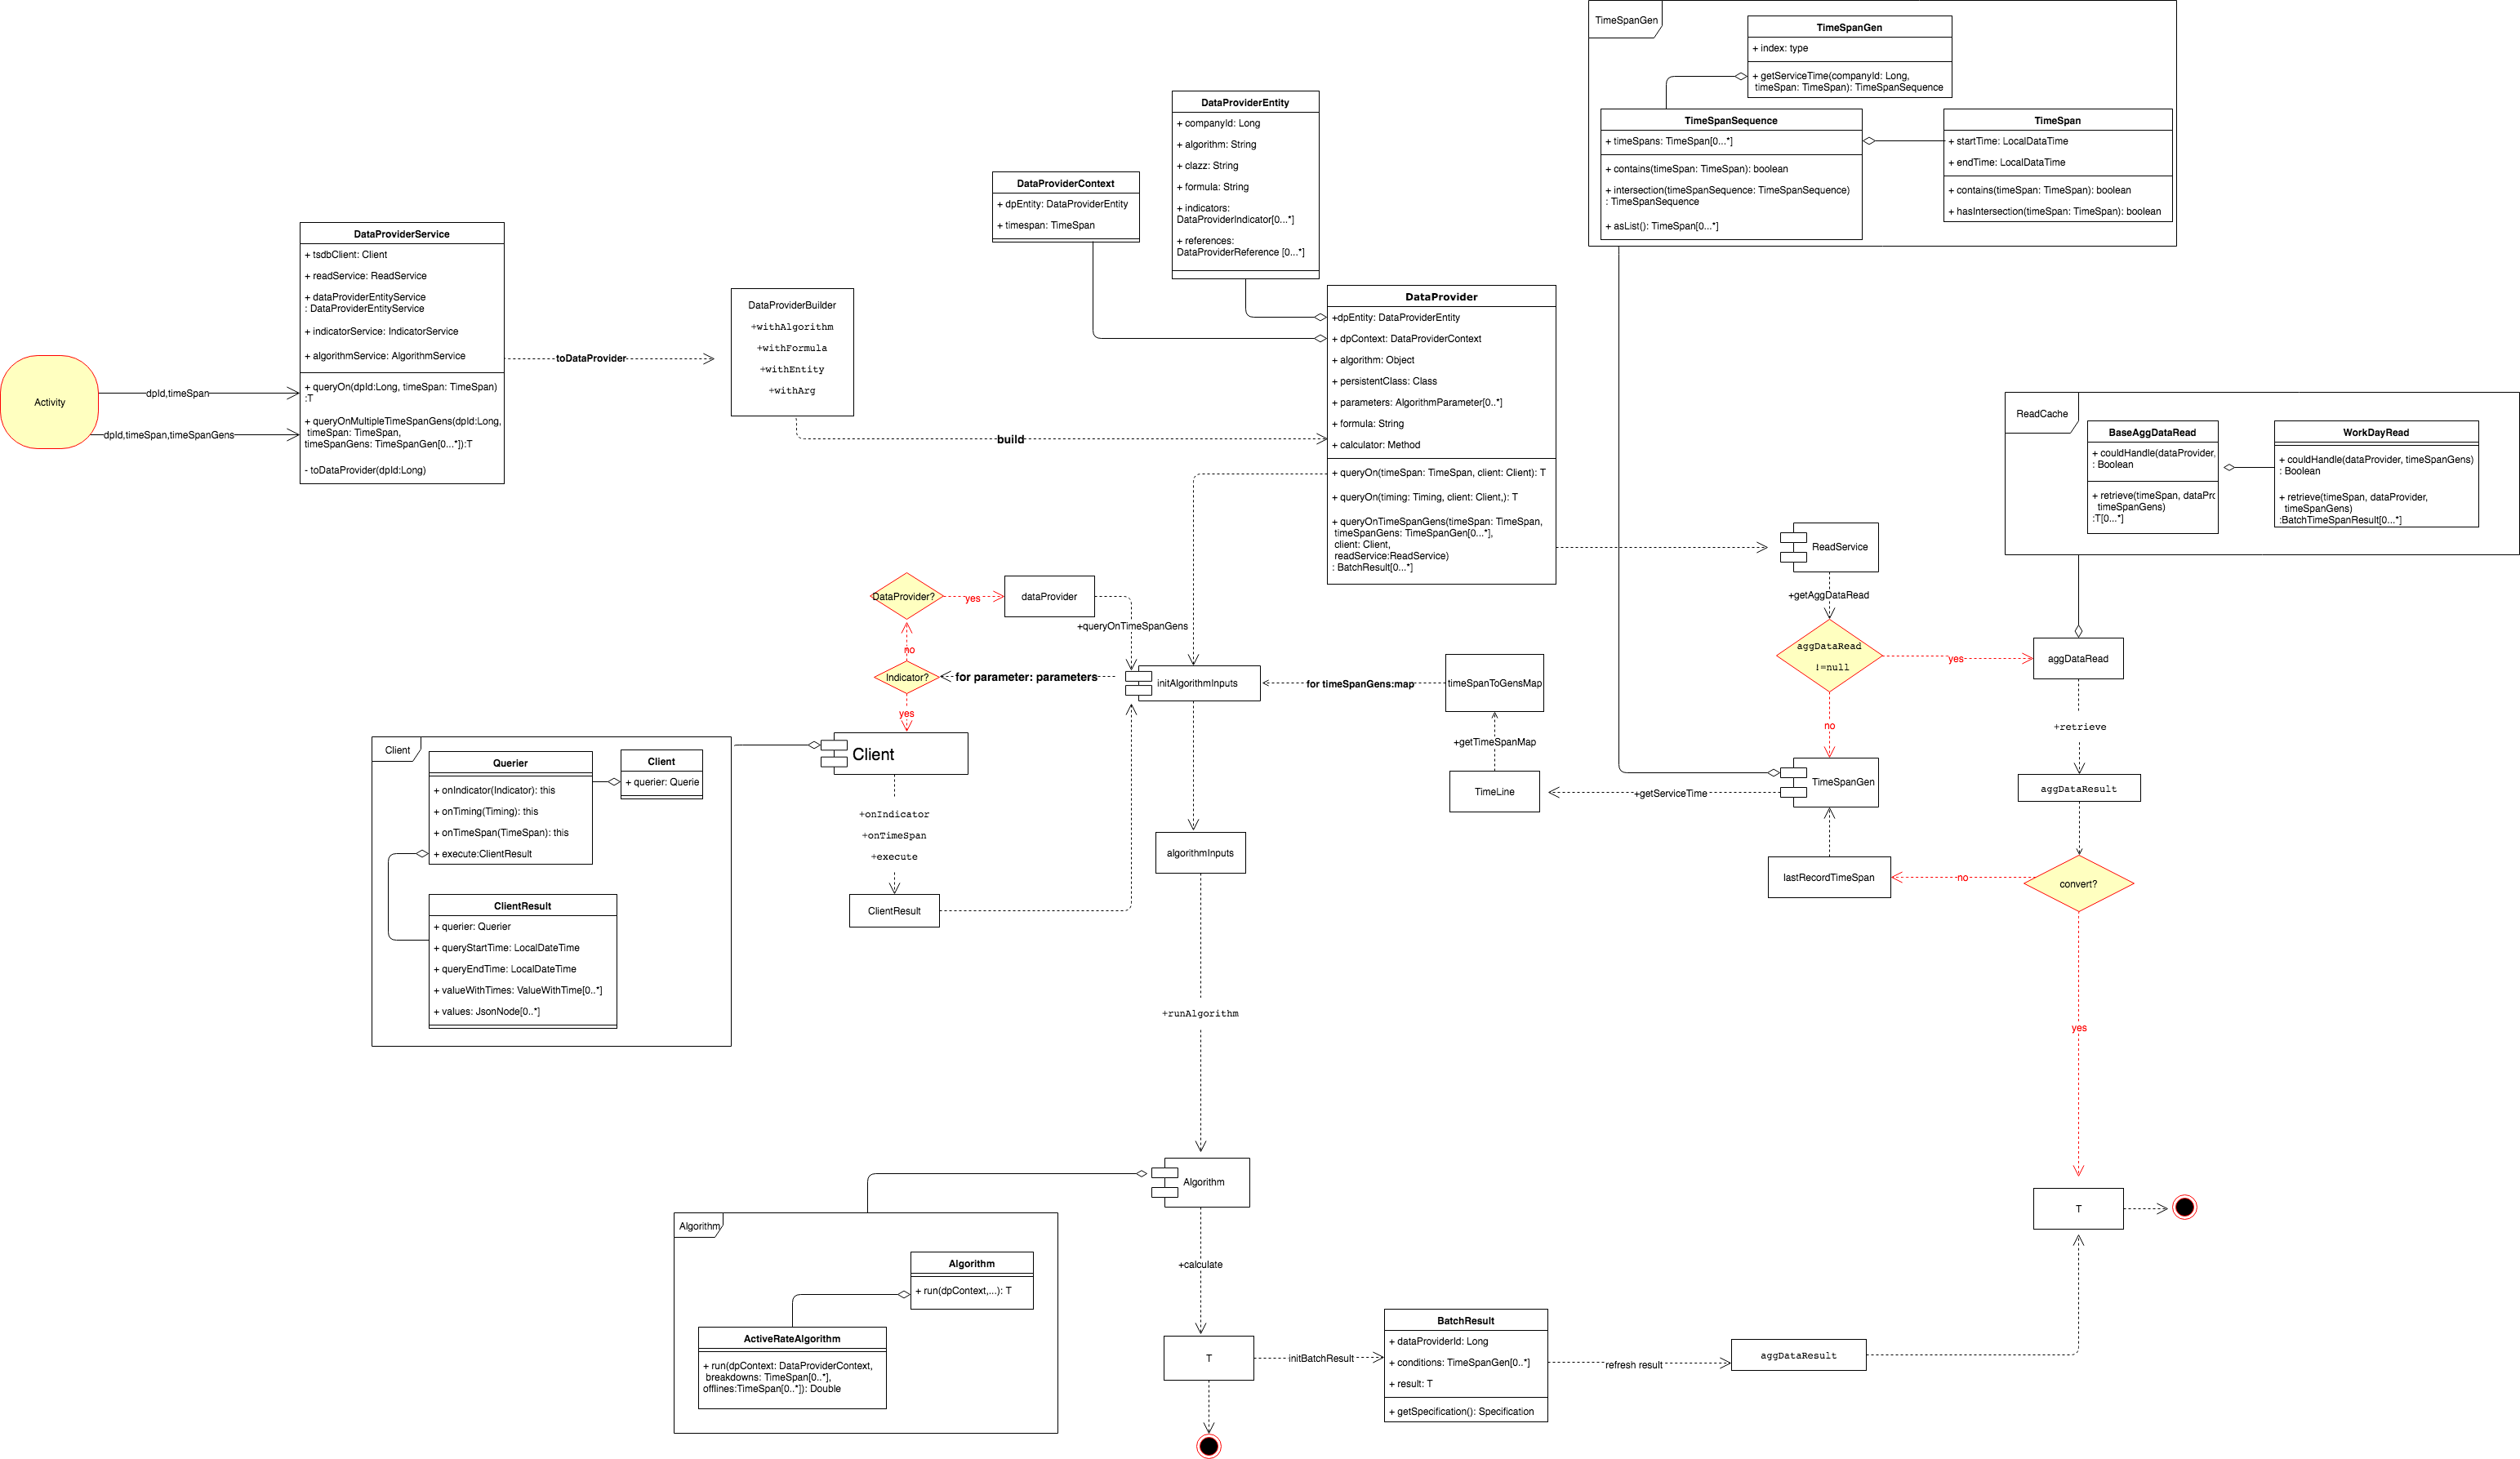 TimeSpanGen
TimeSpanGen
+ index: type
+ getServiceTime(companyId: Long,
timeSpan: TimeSpan): TimeSpanSequence
TimeSpanSequence
+ timeSpans: TimeSpan[0...*]
+ contains(timeSpan: TimeSpan): boolean
+ intersection(timeSpanSequence: TimeSpanSequence)
: TimeSpanSequence
+ asList(): TimeSpan[0...*]
TimeSpan
+ startTime: LocalDataTime
+ endTime: LocalDataTime
+ contains(timeSpan: TimeSpan): boolean
+ hasIntersection(timeSpan: TimeSpan): boolean
DataProviderEntity
+ companyId: Long
+ algorithm: String
+ clazz: String
+ formula: String
+ indicators:
DataProviderIndicator[0...*]
+ references:
DataProviderReference [0...*]
DataProviderContext
+ dpEntity: DataProviderEntity
+ timespan: TimeSpan
DataProviderService
+ tsdbClient: Client
+ readService: ReadService
+ dataProviderEntityService
: DataProviderEntityService
+ indicatorService: IndicatorService
+ algorithmService: AlgorithmService
+ queryOn(dpId:Long, timeSpan: TimeSpan)
:T
+ queryOnMultipleTimeSpanGens(dpId:Long,
timeSpan: TimeSpan,
timeSpanGens: TimeSpanGen[0...*]):T
- toDataProvider(dpId:Long)
Activity
dpId,timeSpan
dpId,timeSpan,timeSpanGens
toDataProvider
DataProviderBuilder
+withAlgorithm
+withFormula
+withEntity
+withArg
build
DataProvider
+dpEntity: DataProviderEntity
+ dpContext: DataProviderContext
+ algorithm: Object
+ persistentClass: Class
+ parameters: AlgorithmParameter[0..*]
+ formula: String
+ calculator: Method
+ queryOn(timeSpan: TimeSpan, client: Client): T
+ queryOn(timing: Timing, client: Client,): T
+ queryOnTimeSpanGens(timeSpan: TimeSpan,
timeSpanGens: TimeSpanGen[0...*],
client: Client,
readService:ReadService)
: BatchResult[0...*]
ReadCache
BaseAggDataRead
+ couldHandle(dataProvider,
: Boolean
+ retrieve(timeSpan, dataPro
timeSpanGens)
:T[0...*]
WorkDayRead
+ couldHandle(dataProvider, timeSpanGens)
: Boolean
+ retrieve(timeSpan, dataProvider,
timeSpanGens)
:BatchTimeSpanResult[0...*]
ReadService
+getAggDataRead
aggDataRead
!=null
yes
no
aggDataRead
+retrieve
aggDataResult
convert?
no
yes
lastRecordTimeSpan
TimeSpanGen
+getServiceTime
TimeLine
+getTimeSpanMap
timeSpanToGensMap
for timeSpanGens:map
DataProvider?
yes
dataProvider
+queryOnTimeSpanGens
no
Indicator?
for parameter: parameters
initAlgorithmInputs
yes
Client
+onIndicator
+onTimeSpan
+execute
ClientResult
Client
Querier
+ onIndicator(Indicator): this
+ onTiming(Timing): this
+ onTimeSpan(TimeSpan): this
+ execute:ClientResult
Client
+ querier: Querie
ClientResult
+ querier: Querier
+ queryStartTime: LocalDateTime
+ queryEndTime: LocalDateTime
+ valueWithTimes: ValueWithTime[0..*]
+ values: JsonNode[0..*]
algorithmInputs
+runAlgorithm
Algorithm
Algorithm
Algorithm
+ run(dpContext,...): T
ActiveRateAlgorithm
+ run(dpContext: DataProviderContext,
breakdowns: TimeSpan[0..*],
offlines:TimeSpan[0..*]): Double
+calculate
T
initBatchResult
BatchResult
+ dataProviderId: Long
+ conditions: TimeSpanGen[0..*]
+ result: T
+ getSpecification(): Specification
refresh result
aggDataResult
T